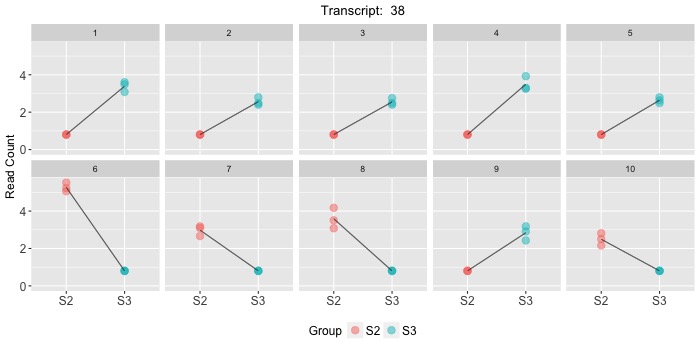 Transcript: 38
1 2 3 4 5
4
2
0
Read Count
6 7 8 9 10
4
2
0
S2 S3 S2 S3 S2 S3 S2 S3 S2 S3
Group S2 S3